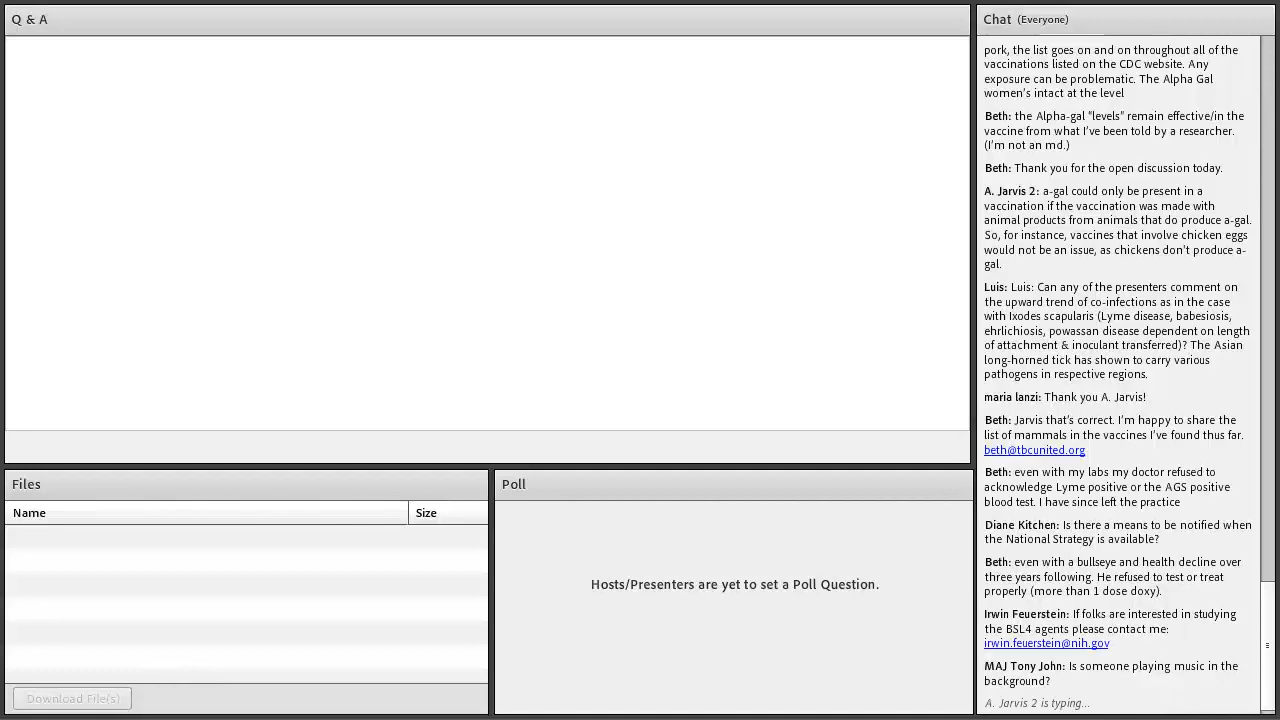 Q & A
Files
Name
Size
Download File(s)
Poll
Hosts/Presenters are yet to set a Poll Question.
Chat (Everyone)
pork, the list goes on and on throughout all of the
vaccinations listed on the CDC website. Any
exposure can be problematic. The Alpha Gal
women's intact at the level
Beth: the Alpha-gal "levels" remain effective/in the
vaccine from what I've been told by a researcher.
(I'm not an md.)
Beth: Thank you for the open discussion today.
A. Jarvis 2: a-gal could only be present in a
vaccination if the vaccination was made with
animal products from animals that do produce a-gal.
So, for instance, vaccines that involve chicken eggs
would not be an issue, as chickens don't produce a-
gal.
Luis: Luis: Can any of the presenters comment on
the upward trend of co-infections as in the case
with Ixodes scapularis (Lyme disease, babesiosis,
ehrlichiosis, powassan disease dependent on length
of attachment & inoculant transferred)? The Asian
long-horned tick has shown to carry various
pathogens in respective regions.
maria lanzi: Thank you A. Jarvis!
Beth: Jarvis that's correct. I'm happy to share the
list of mammals in the vaccines I've found thus far.
beth@tbcunited.org
Beth: even with my labs my doctor refused to
acknowledge Lyme positive or the AGS positive
blood test. I have since left the practice
Diane Kitchen: Is there a means to be notified when
the National Strategy is available?
Beth: even with a bullseye and health decline over
three years following. He refused to test or treat
properly (more than 1 dose doxy).
Irwin Feuerstein: If folks are interested in studying
the BSL4 agents please contact me:
irwin.feuerstein@nih.gov
MAJ Tony John: Is someone playing music in the
background?
A. Jarvis 2 is typing...